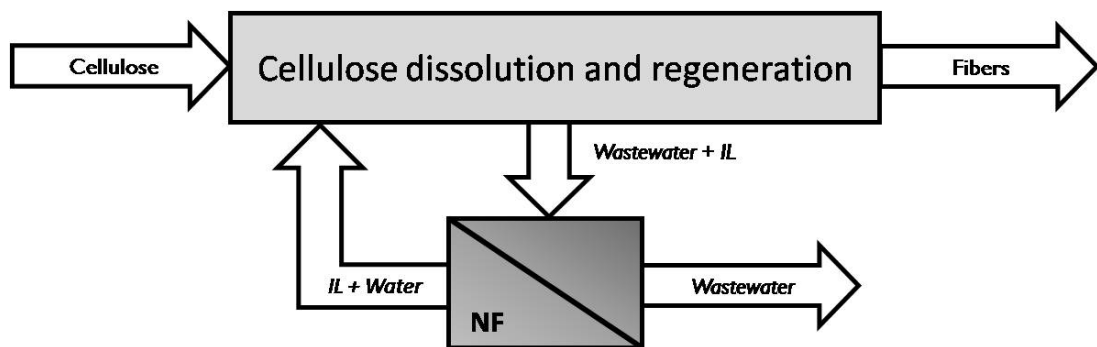 Cellulose
Cellulose dissolution and regeneration
Fibers
Wastewater + IL
IL + Water
NF
Wastewater